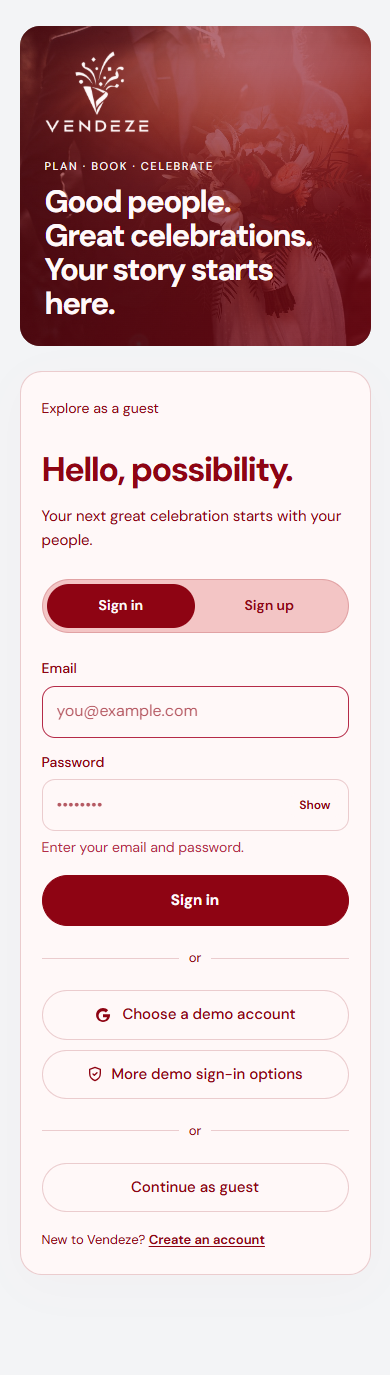 VENDEZE
PLAN · BOOK · CELEBRATE
Good people.
Great celebrations.
Your story starts
here.
Explore as a guest
Hello, possibility.
Your next great celebration starts with your
people.
Sign in
Sign up
Email
you@example.com
Password
••••••••
Show
Enter your email and password.
Sign in
or
G
Choose a demo account
More demo sign-in options
or
Continue as guest
New to Vendeze? Create an account